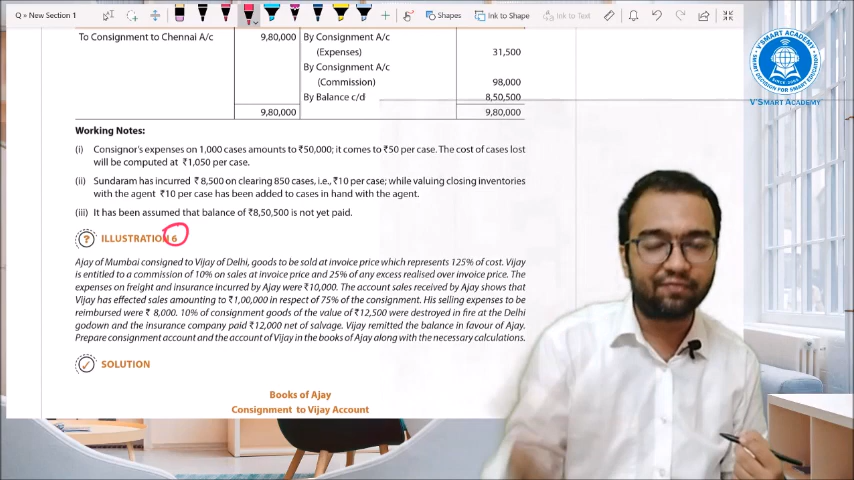 Q » New Section 1
Shapes
Ink to Shape
Ink to Text
To Consignment to Chennai A/c 9,80,000 By Consignment A/c
(Expenses) 31,500
By Consignment A/c
(Commission) 98,000
By Balance c/d 8,50,500
9,80,000 9,80,000
V'SMART ACADEMY
SMART DECISION FOR SMART EDUCATION
V'SMART ACADEMY
Working Notes:
(i) Consignor's expenses on 1,000 cases amounts to ₹50,000; it comes to ₹50 per case. The cost of cases lost
will be computed at ₹1,050 per case.
(ii) Sundaram has incurred ₹ 8,500 on clearing 850 cases, i.e., ₹10 per case; while valuing closing inventories
with the agent ₹10 per case has been added to cases in hand with the agent.
(iii) It has been assumed that balance of ₹8,50,500 is not yet paid.
? ILLUSTRATION 6
Ajay of Mumbai consigned to Vijay of Delhi, goods to be sold at invoice price which represents 125% of cost. Vijay
is entitled to a commission of 10% on sales at invoice price and 25% of any excess realised over invoice price. The
expenses on freight and insurance incurred by Ajay were ₹10,000. The account sales received by Ajay shows that
Vijay has effected sales amounting to ₹1,00,000 in respect of 75% of the consignment. His selling expenses to be
reimbursed were ₹ 8,000. 10% of consignment goods of the value of ₹12,500 were destroyed in fire at the Delhi
godown and the insurance company paid ₹12,000 net of salvage. Vijay remitted the balance in favour of Ajay.
Prepare consignment account and the account of Vijay in the books of Ajay along with the necessary calculations.
SOLUTION
Books of Ajay
Consignment to Vijay Account